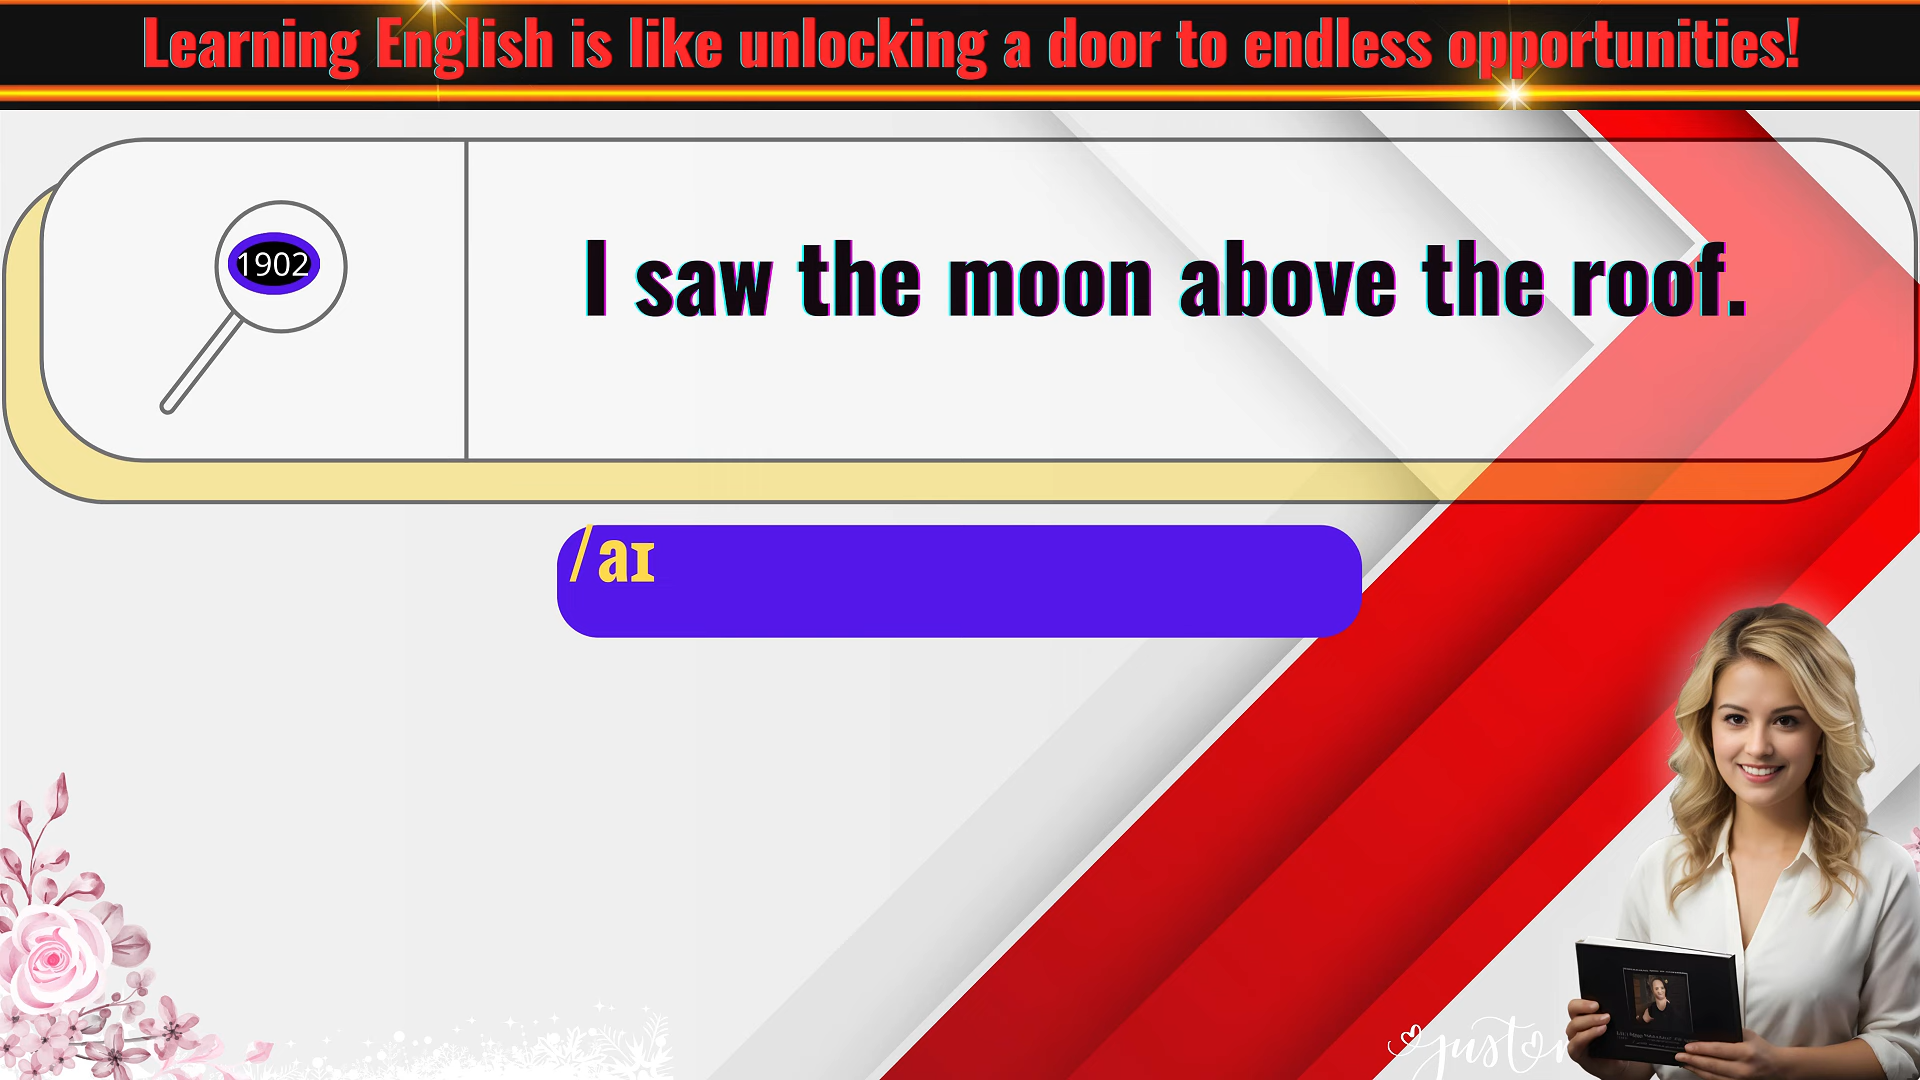 Learning English is like unlocking a door to endless opportunities!
1902
I saw the moon above the roof.
/aɪ